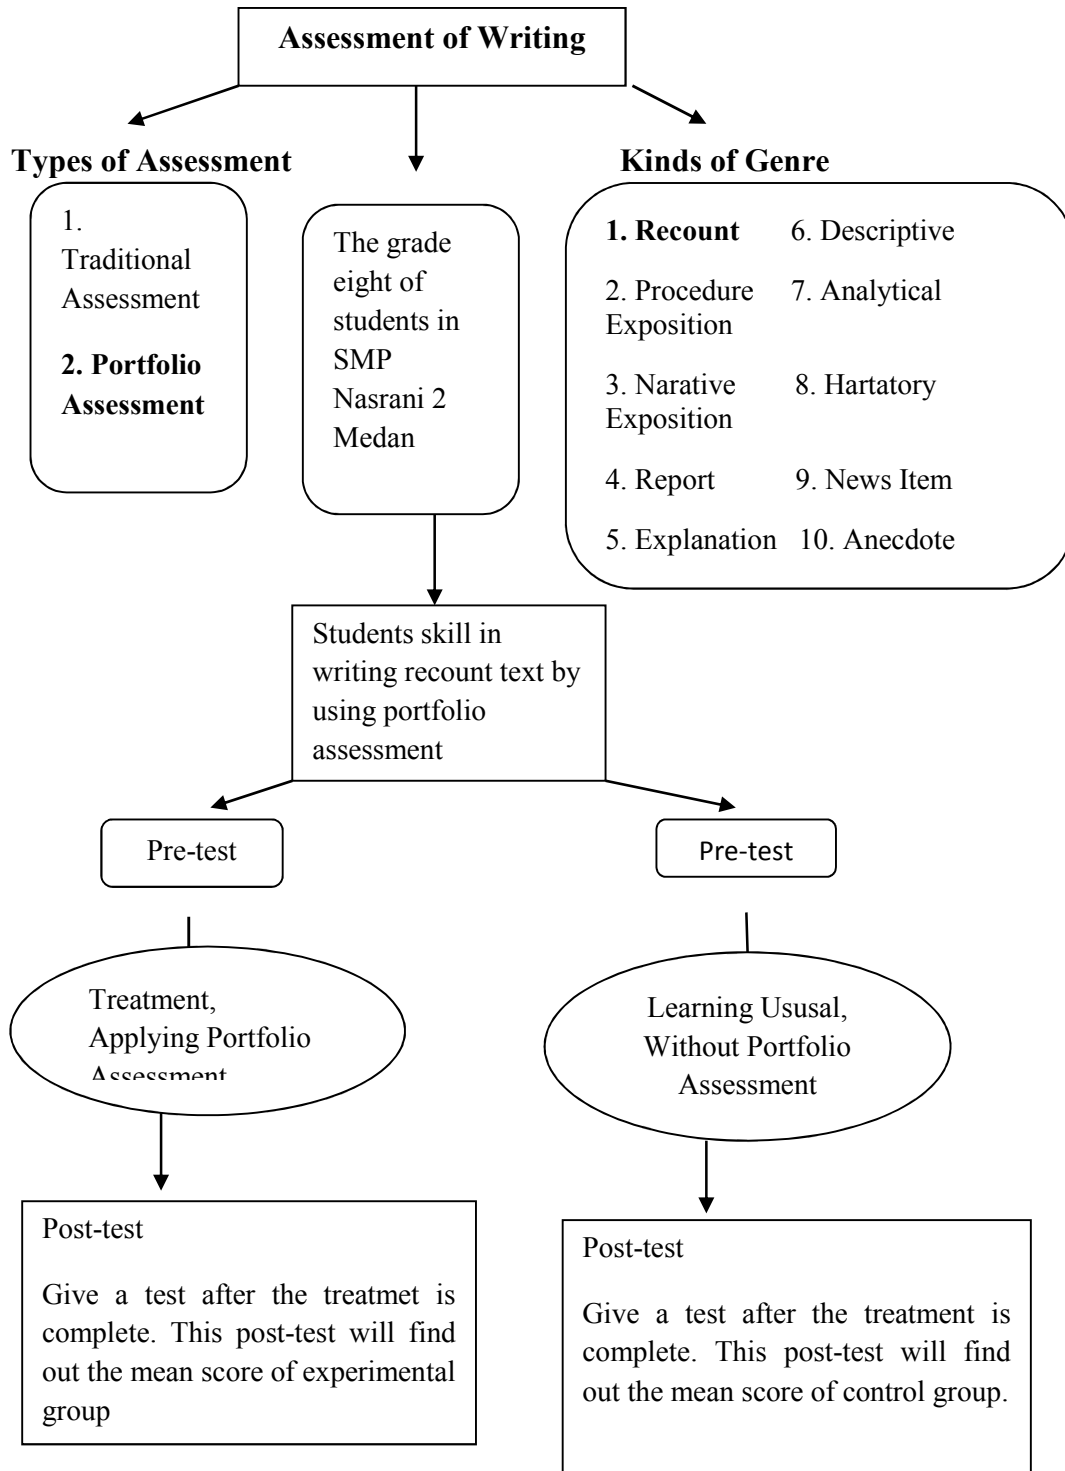 Assessment of Writing
Types of Assessment
Kinds of Genre
1.
Traditional
Assessment
2. Portfolio
Assessment
The grade
eight of
students in
SMP
Nasrani 2
Medan
1. Recount 6. Descriptive
2. Procedure 7. Analytical
Exposition
3. Narative 8. Hartatory
Exposition
4. Report 9. News Item
5. Explanation 10. Anecdote
Students skill in
writing recount text by
using portfolio
assessment
Pre-test
Pre-test
Treatment,
Applying Portfolio
Assessment
Learning Ususal,
Without Portfolio
Assessment
Post-test
Give a test after the treatmet is
complete. This post-test will find
out the mean score of experimental
group
Post-test
Give a test after the treatment is
complete. This post-test will find
out the mean score of control group.